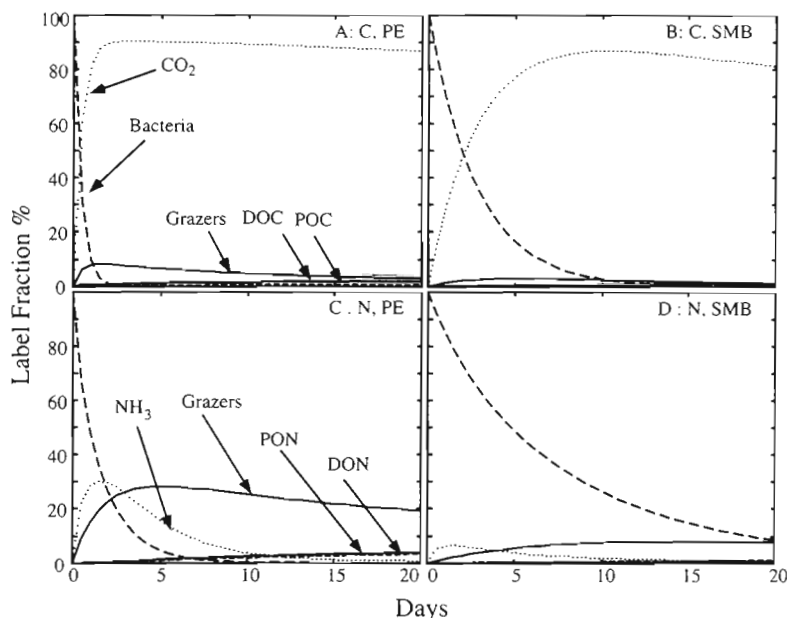 A: C, PE
B: C, SMB
100
80
60
40
20
0
CO2
Bacteria
Grazers
DOC
POC
C . N, PE
D : N, SMB
80
60
40
20
0
NH3
Grazers
PON
DON
0
5
10
15
20
0
5
10
15
20
Label Fraction %
Days